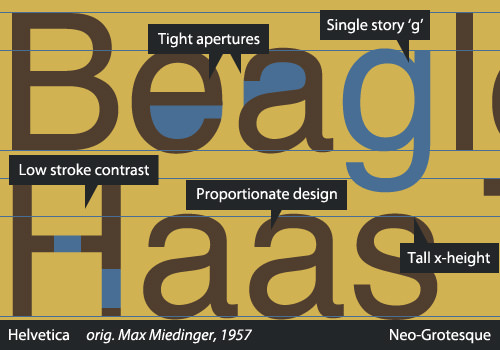 Single story ‘g’
Tight apertures
Beagl
Low stroke contrast
Proportionate design
Haas
Tall x-height
Helvetica orig. Max Miedinger, 1957 Neo-Grotesque